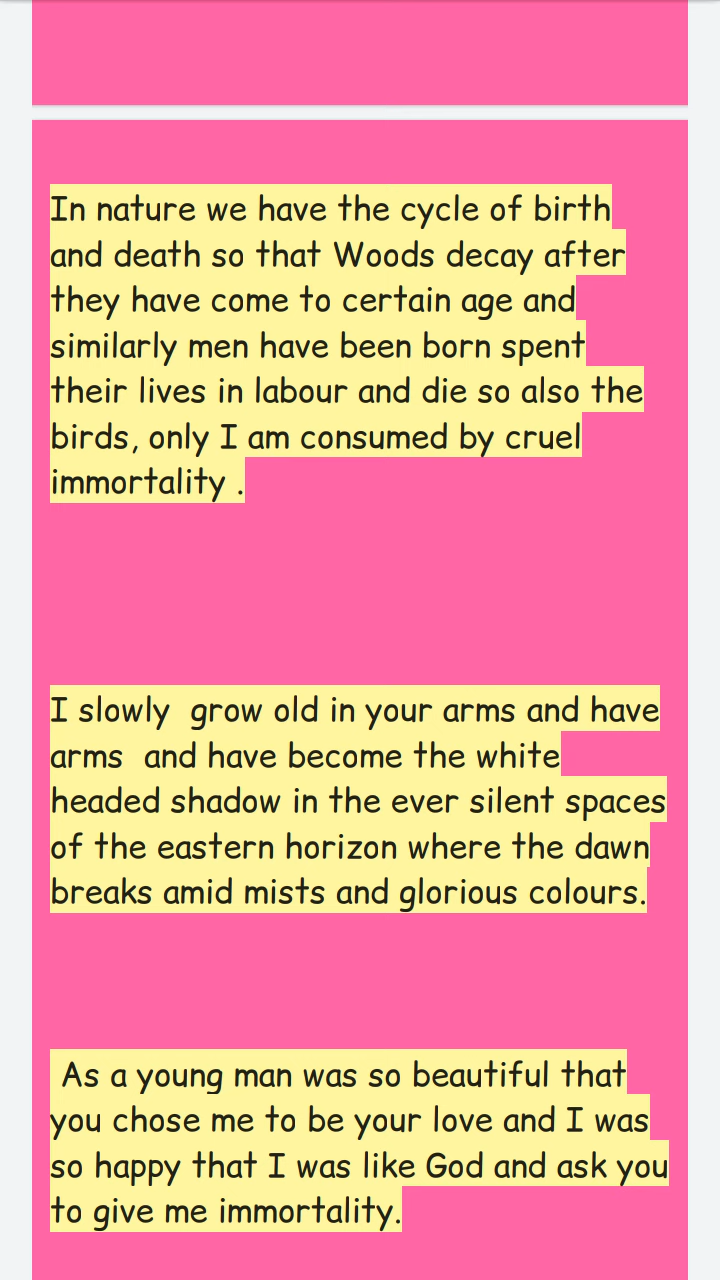 In nature we have the cycle of birth
and death so that Woods decay after
they have come to certain age and
similarly men have been born spent
their lives in labour and die so also the
birds, only I am consumed by cruel
immortality .
I slowly  grow old in your arms and have
arms  and have become the white
headed shadow in the ever silent spaces
of the eastern horizon where the dawn
breaks amid mists and glorious colours.
As a young man was so beautiful that
you chose me to be your love and I was
so happy that I was like God and ask you
to give me immortality.